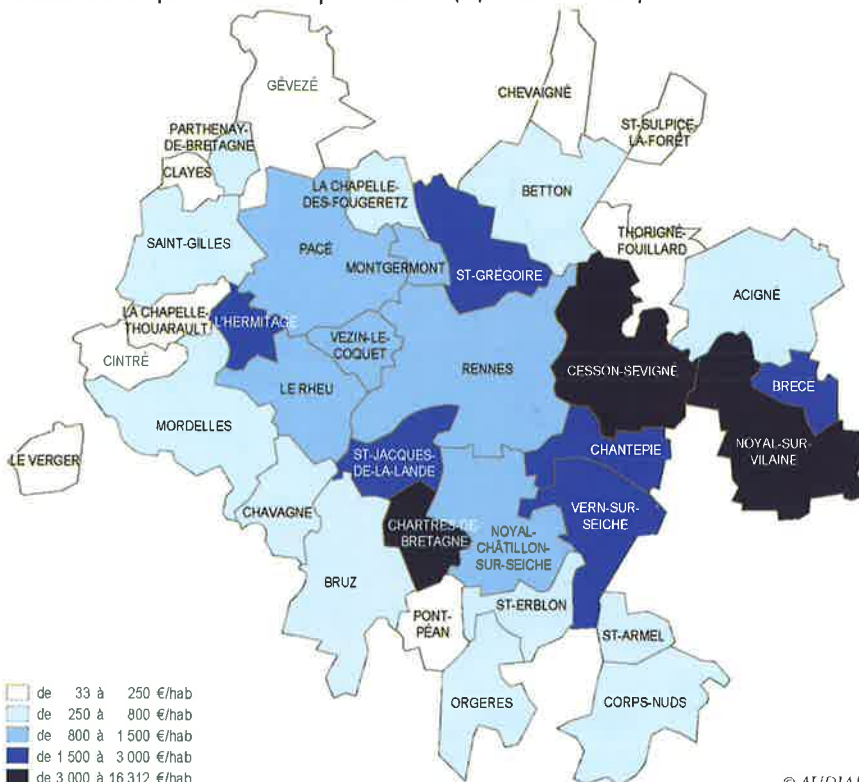 GÉVEZÉ
CHEVAIGNÉ
PARTHENAY-
DE-BRETAGNE
ST-SULPICE-
LA-FORÊT
CLAYES
LA CHAPELLE-
DES-FOUGERETZ
BETTON
SAINT-GILLES
PACÉ
MONTGERMONT
ST-GRÉGOIRE
THORIGNÉ-
FOUILLARD
ACIGNÉ
LA CHAPELLE-
THOUARAULT
L'HERMITAGE
CINTRÉ
VEZIN-LE-
COQUET
RENNES
CESSON-SEVIGNÉ
LE RHEU
BRECE
MORDELLES
LE VERGER
ST-JACQUES-
DE-LA-LANDE
CHANTEPIE
NOYAL-SUR-
VILAINE
CHAVAGNE
CHARTRES-DE-
BRETAGNE
VERN-SUR-
SEICHE
NOYAL-
CHÂTILLON-
SUR-SEICHE
BRUZ
PONT-
PÉAN
ST-ERBLON
ST-ARMEL
ORGERES
CORPS-NUDS
de 33 à 250 €/hab
de 250 à 800 €/hab
de 800 à 1 500 €/hab
de 1 500 à 3 000 €/hab
de 3 000 à 16 312 €/hab
© AUDIAR